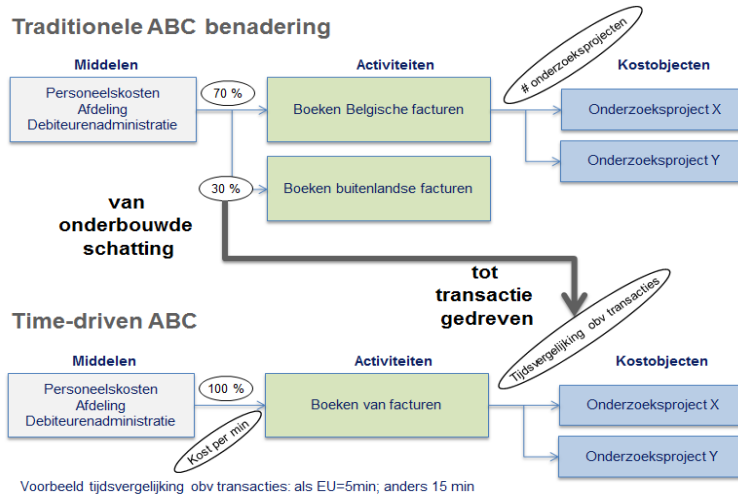 Traditionele ABC benadering
Middelen
Activiteiten
Kostobjecten
Personeelskosten
Afdeling
Debiteurenadministratie
70 %
Boeken Belgische facturen
# onderzoeksprojecten
Onderzoeksproject X
Onderzoeksproject Y
30 %
Boeken buitenlandse facturen
van
onderbouwde
schatting
tot
transactie
gedreven
Time-driven ABC
Middelen
Activiteiten
Kostobjecten
Personeelskosten
Afdeling
Debiteurenadministratie
100 %
Kost per min
Boeken van facturen
Tijdsvergelijking obv transacties
Onderzoeksproject X
Onderzoeksproject Y
Voorbeeld tijdsvergelijking obv transacties: als EU=5min; anders 15 min